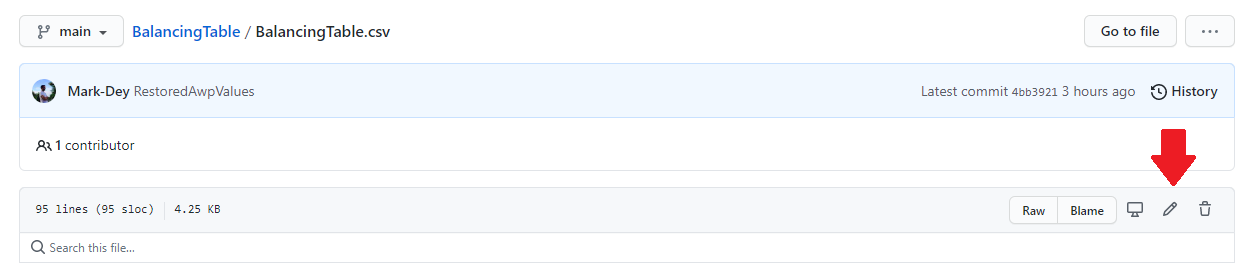 main
BalancingTable / BalancingTable.csv
Go to file
Mark-Dey RestoredAwpValues
Latest commit 4bb3921 3 hours ago
History
1 contributor
95 lines (95 sloc)
4.25 KB
Raw
Blame
Search this file...